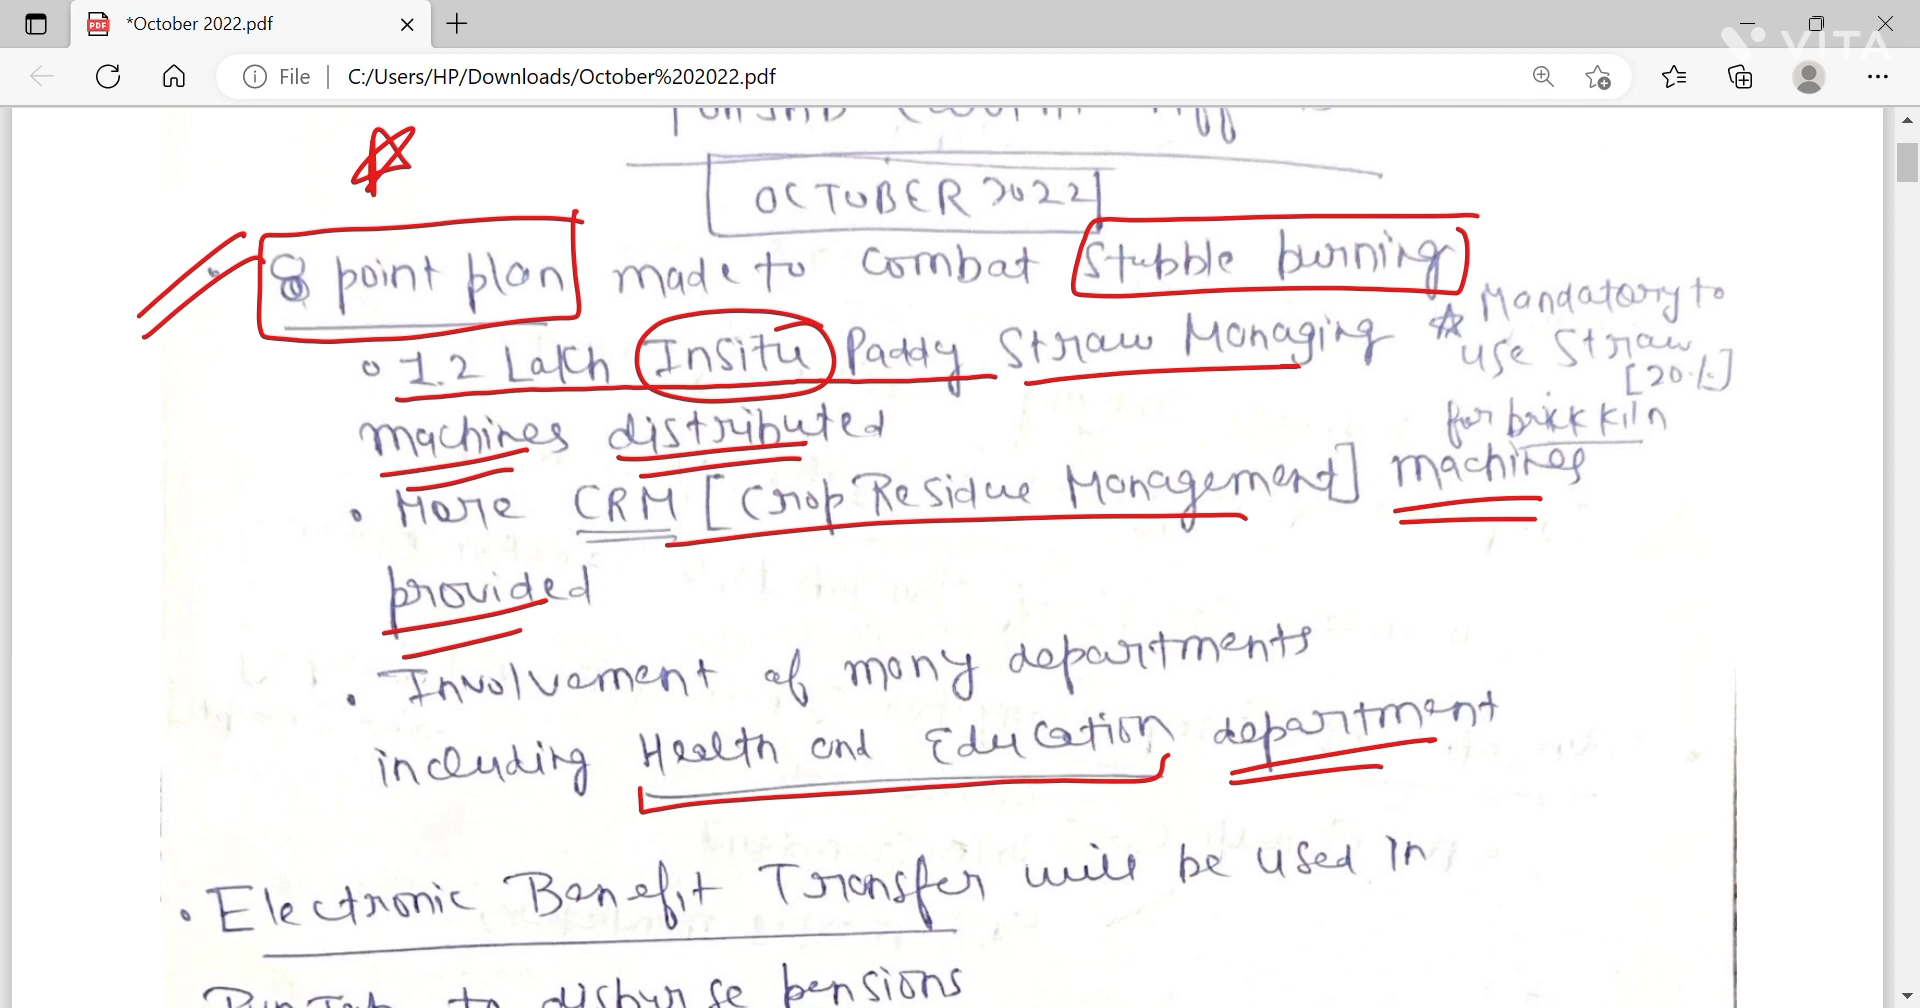 *October 2022.pdf
VITA
File
C:/Users/HP/Downloads/October%202022.pdf
OCTOBER 2022
8 point plan made to combat Stubble burning
1.2 Lakh Insitu Paddy Straw Managing
machines distributed
* Mandatory to
use Straw
[20%]
for brick kiln
• More CRM [Crop Residue Management] machines
provided
• Involvement of many departments
including Health and Education department
• Electronic Benefit Transfer will be used in
Punjab to disburse pensions